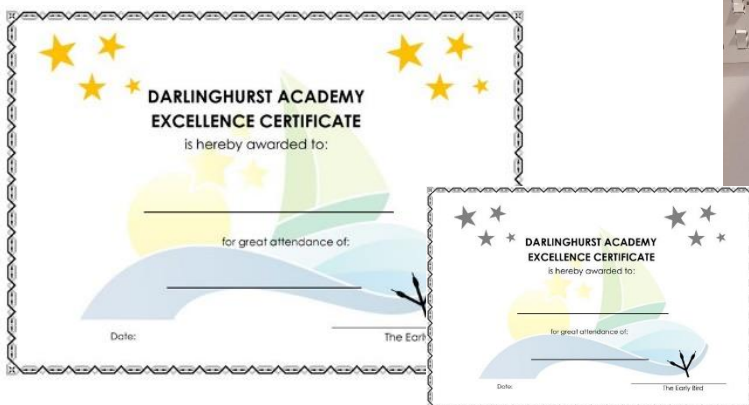 DARLINGHURST ACADEMY
EXCELLENCE CERTIFICATE
is hereby awarded to:
for great attendance of:
Date:
The Earl
DARLINGHURST ACADEMY
EXCELLENCE CERTIFICATE
is hereby awarded to:
for great attendance of:
Date:
The Early Bird